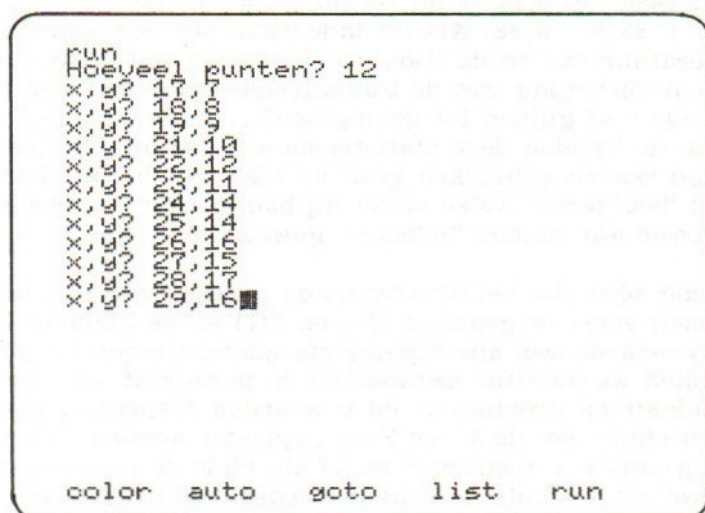 run
Hoeveel punten? 12
x,y? 17,7
x,y? 18,8
x,y? 19,9
x,y? 21,10
x,y? 22,12
x,y? 23,11
x,y? 24,14
x,y? 25,14
x,y? 26,16
x,y? 27,15
x,y? 28,17
x,y? 29,16
color auto goto list run